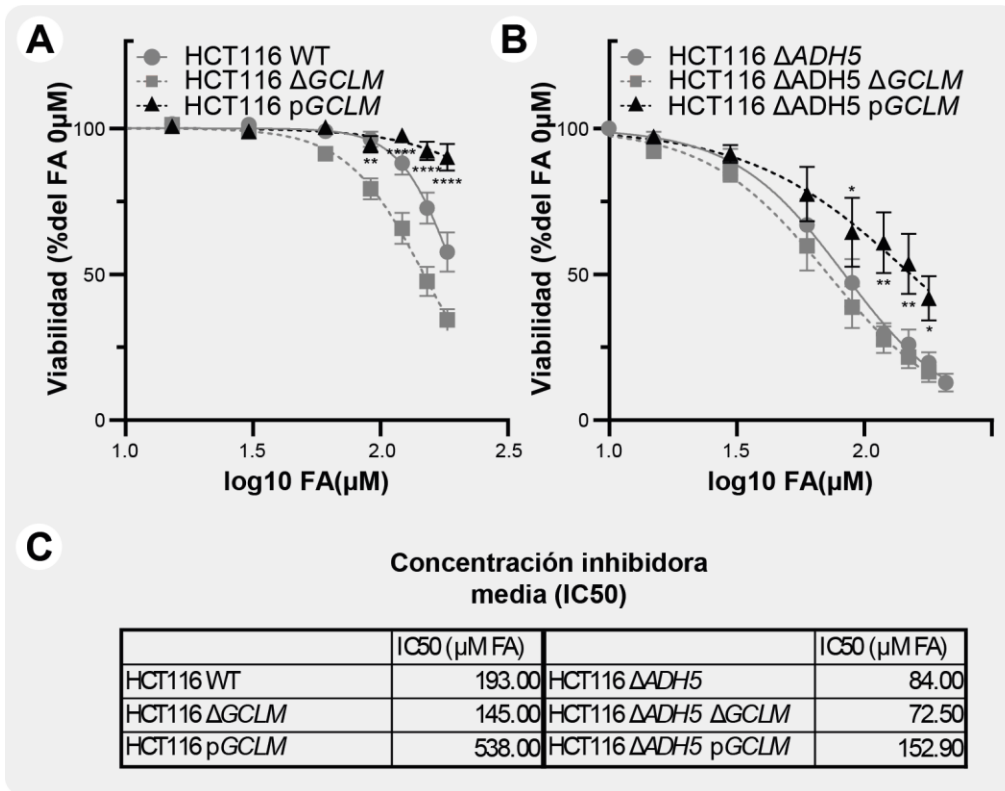 A
HCT116 WT
HCT116 ΔGCLM
HCT116 pGCLM
Viabilidad (%del FA 0µM)
100
50
0
**
****
****
****
1.0
1.5
2.0
2.5
log10 FA(µM)
B
HCT116 ΔADH5
HCT116 ΔADH5 ΔGCLM
HCT116 ΔADH5 pGCLM
Viabilidad (%del FA 0µM)
100
50
0
*
**
**
*
1.0
1.5
2.0
log10 FA(µM)
C
Concentración inhibidora
media (IC50)
IC50 (µM FA) IC50 (µM FA)
HCT116 WT 193.00 HCT116 ΔADH5 84.00
HCT116 ΔGCLM 145.00 HCT116 ΔADH5 ΔGCLM 72.50
HCT116 pGCLM 538.00 HCT116 ΔADH5 pGCLM 152.90